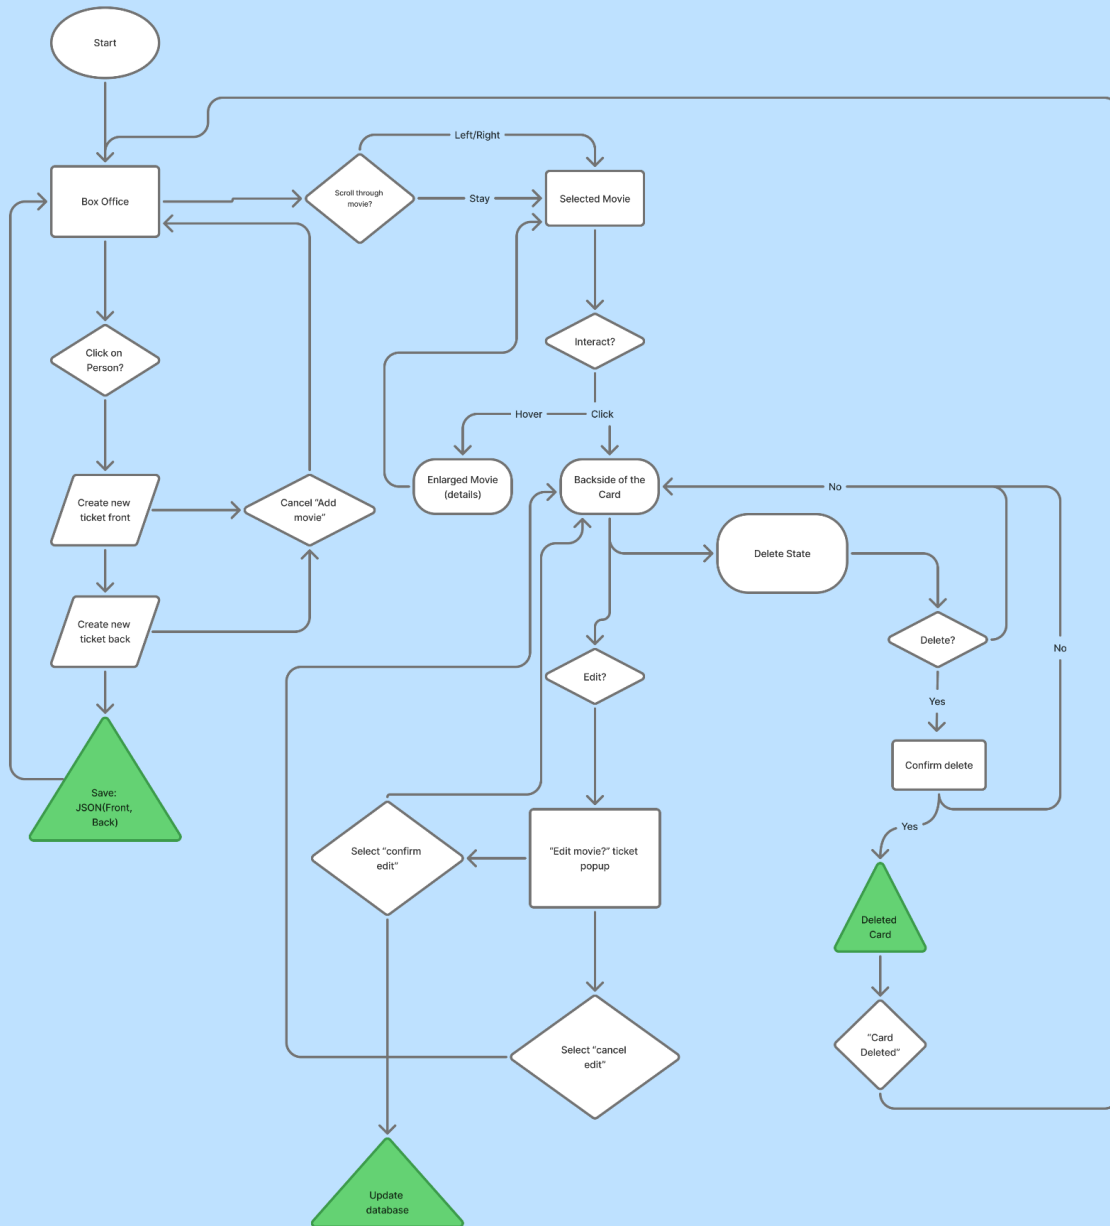 Start
Left/Right
Box Office
Scroll through
movie?
Stay
Selected Movie
Click on
Person?
Interact?
Hover
Click
Create new
ticket front
Cancel “Add
movie”
Enlarged Movie
(details)
Backside of the
Card
No
Delete State
Create new
ticket back
Delete?
No
Edit?
Yes
Save:
JSON(Front,
Back)
Confirm delete
Yes
Select “confirm
edit”
“Edit movie?” ticket
popup
Deleted
Card
Select “cancel
edit”
“Card
Deleted”
Update
database